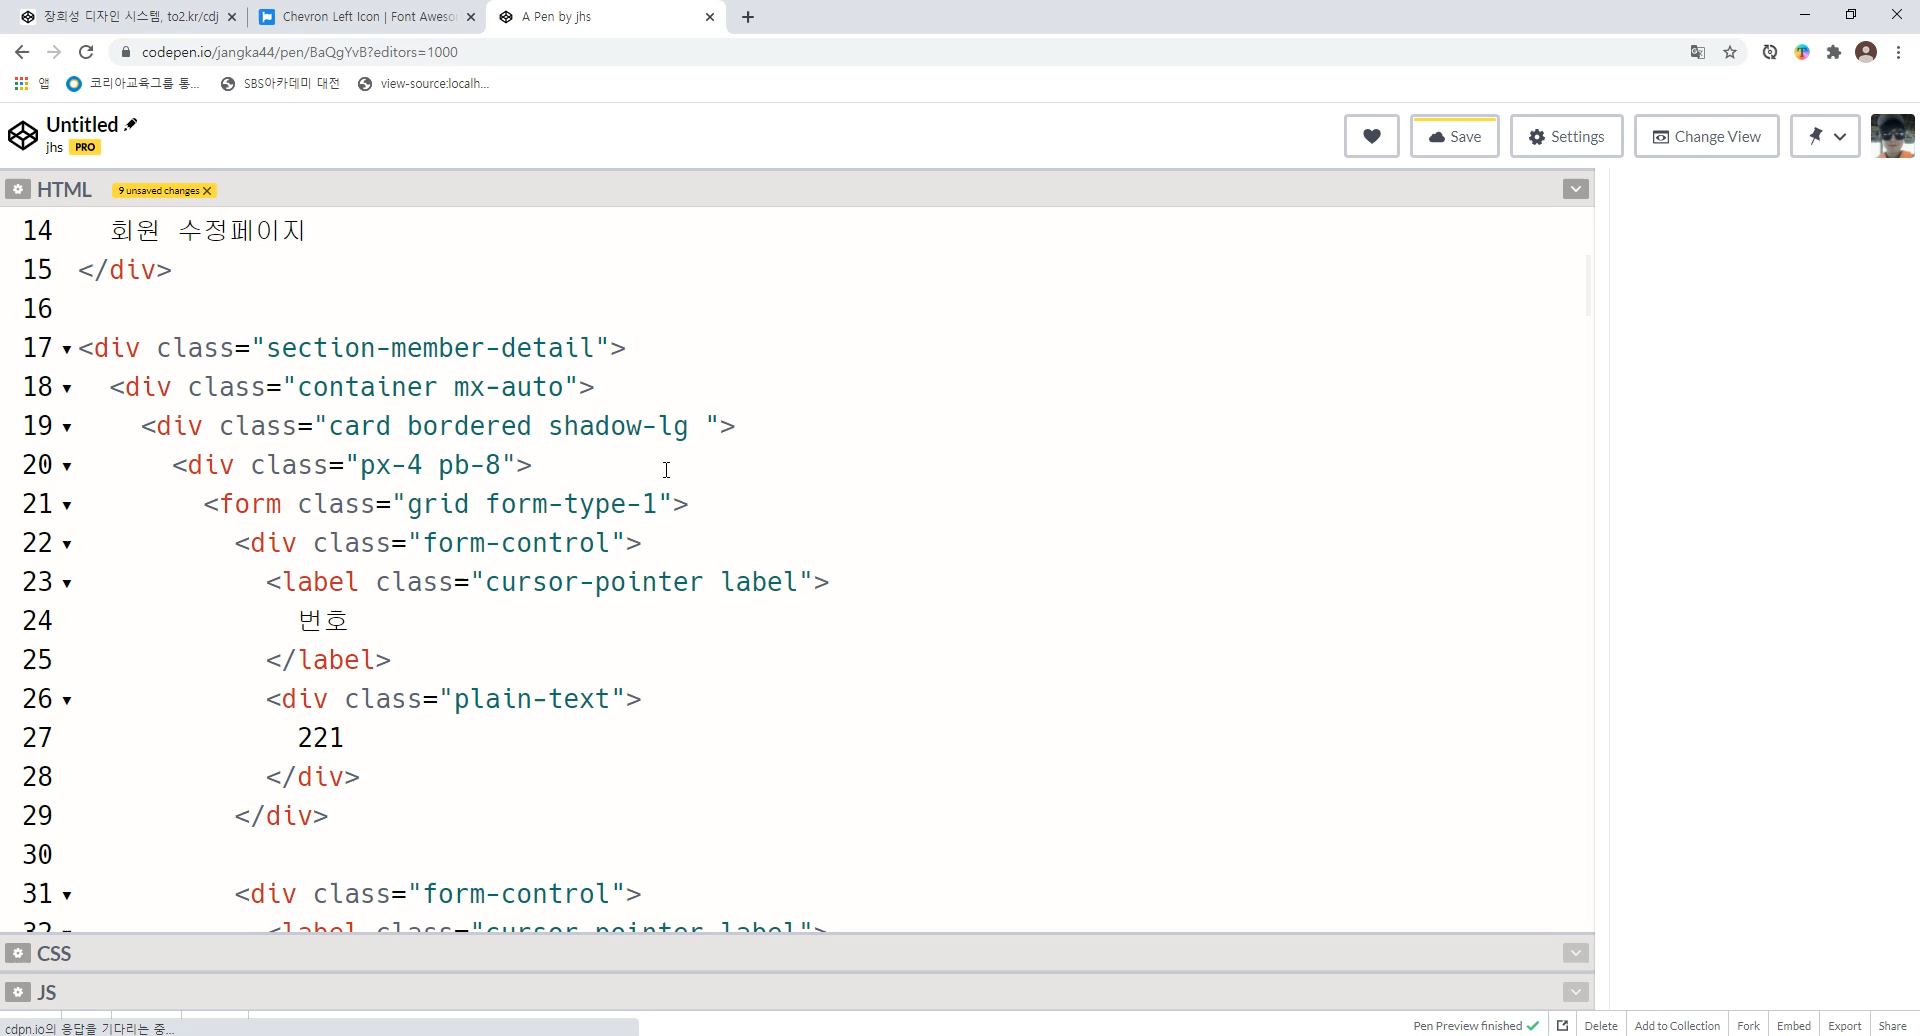 장희성 디자인 시스템, to2.kr/cdj
Chevron Left Icon | Font Aweso
A Pen by jhs
codepen.io/jangka44/pen/BaQgYvB?editors=1000
앱
코리아교육그룹 통...
SBS아카데미 대전
view-source:localh...
Untitled
jhs PRO
Save
Settings
Change View
HTML 9 unsaved changes
14 회원 수정페이지
15 </div>
16
17 <div class="section-member-detail">
18 <div class="container mx-auto">
19 <div class="card bordered shadow-lg ">
20 <div class="px-4 pb-8">
21 <form class="grid form-type-1">
22 <div class="form-control">
23 <label class="cursor-pointer label">
24 번호
25 </label>
26 <div class="plain-text">
27 221
28 </div>
29 </div>
30
31 <div class="form-control">
32 <label class="cursor-pointer label">
CSS
JS
cdpn.io의 응답을 기다리는 중...
Pen Preview finished
Delete
Add to Collection
Fork
Embed
Export
Share